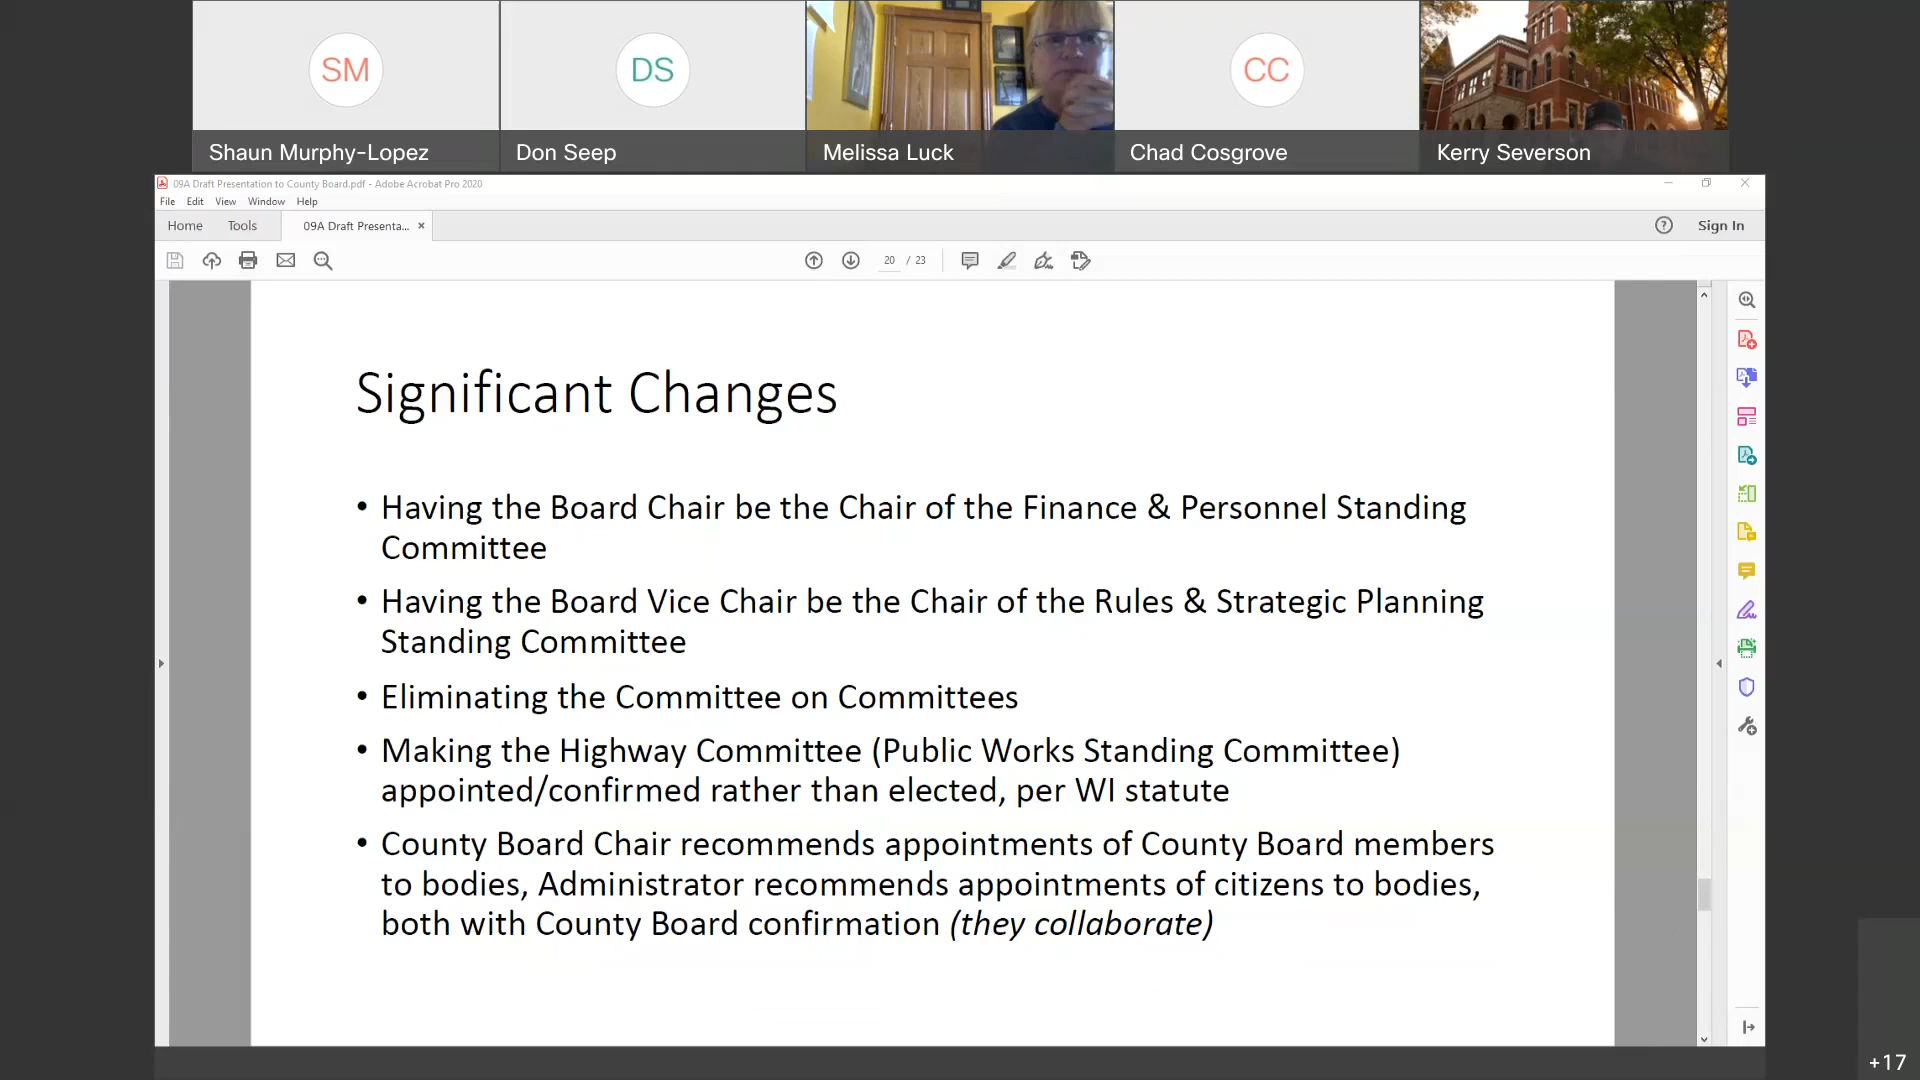 SM
DS
CC
Shaun Murphy-Lopez
Don Seep
Melissa Luck
Chad Cosgrove
Kerry Severson
09A Draft Presentation to County Board.pdf - Adobe Acrobat Pro 2020
File Edit View Window Help
Home Tools 09A Draft Presenta... × Sign In
20 / 23
Significant Changes
• Having the Board Chair be the Chair of the Finance & Personnel Standing
Committee
• Having the Board Vice Chair be the Chair of the Rules & Strategic Planning
Standing Committee
• Eliminating the Committee on Committees
• Making the Highway Committee (Public Works Standing Committee)
appointed/confirmed rather than elected, per WI statute
• County Board Chair recommends appointments of County Board members
to bodies, Administrator recommends appointments of citizens to bodies,
both with County Board confirmation (they collaborate)
+17